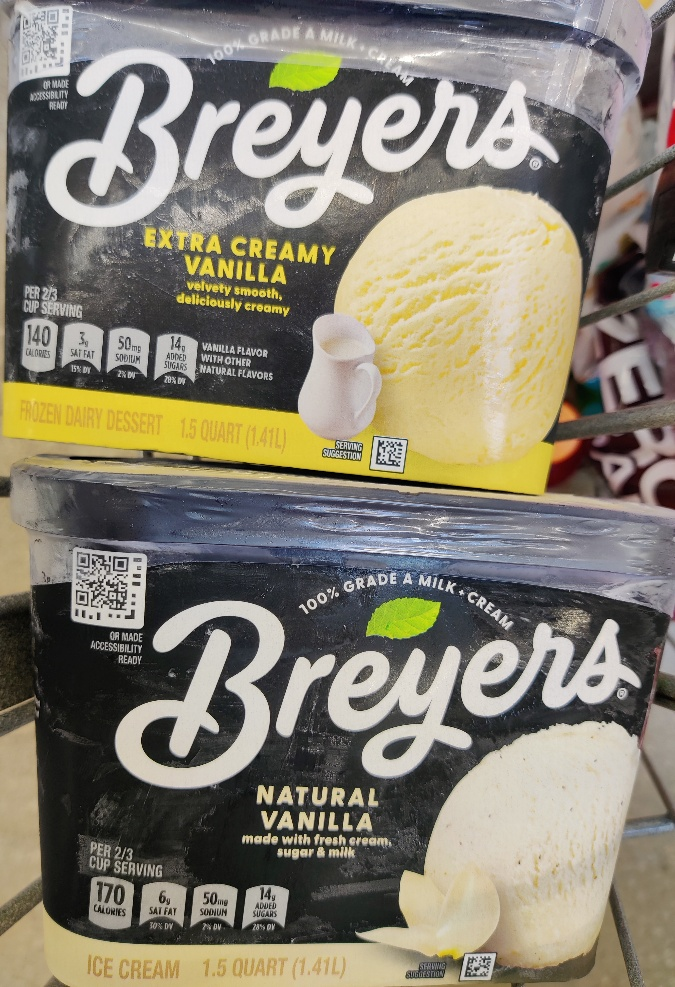 100% GRADE A MILK + CREAM
QR MADE
ACCESSIBILITY
READY
Breyers®
EXTRA CREAMY
VANILLA
velvety smooth,
deliciously creamy
PER 2/3
CUP SERVING
140
CALORIES
3g
SAT FAT
15% DV
50mg
SODIUM
2% DV
14g
ADDED
SUGARS
28% DV
VANILLA FLAVOR
WITH OTHER
NATURAL FLAVORS
FROZEN DAIRY DESSERT 1.5 QUART (1.41L)
SERVING
SUGGESTION
100% GRADE A MILK + CREAM
QR MADE
ACCESSIBILITY
READY
Breyers®
NATURAL
VANILLA
made with fresh cream,
sugar & milk
PER 2/3
CUP SERVING
170
CALORIES
6g
SAT FAT
30% DV
50mg
SODIUM
2% DV
14g
ADDED
SUGARS
28% DV
ICE CREAM 1.5 QUART (1.41L)
SERVING
SUGGESTION